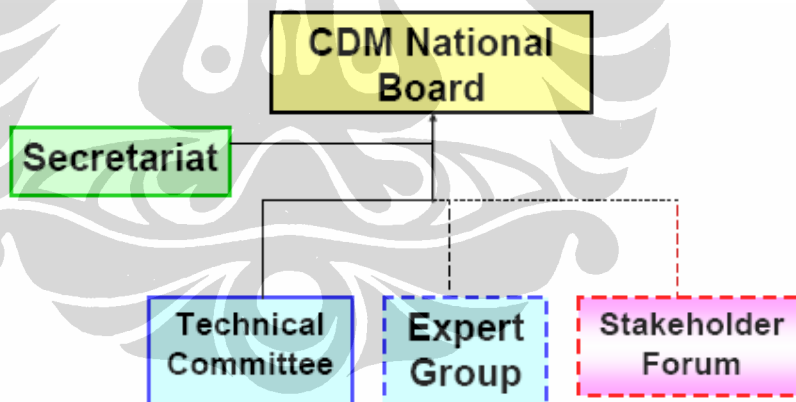 CDM National
Board
Secretariat
Technical
Committee
Expert
Group
Stakeholder
Forum